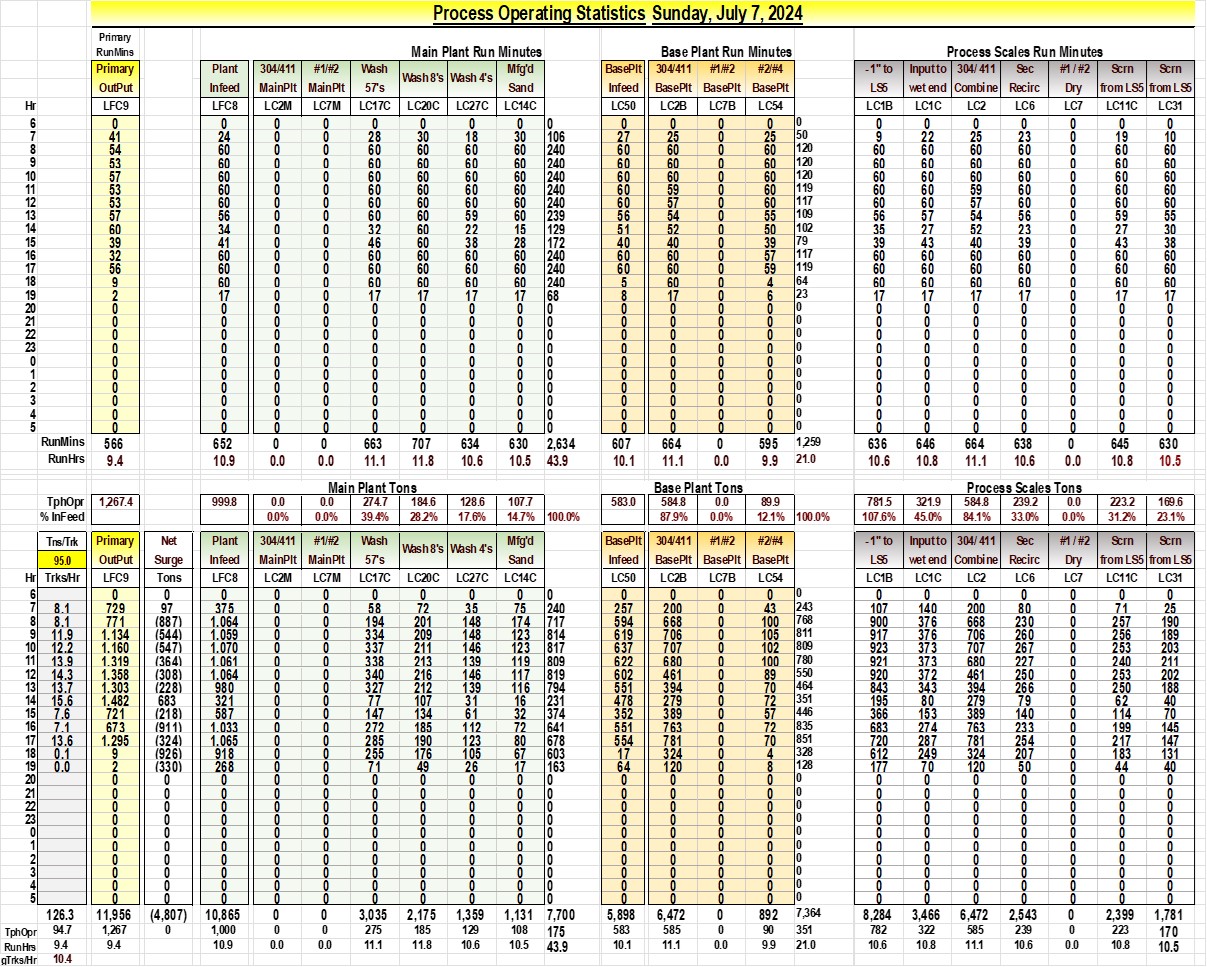 Process Operating Statistics Sunday, July 7, 2024
Primary
RunMins Main Plant Run Minutes Base Plant Run Minutes Process Scales Run Minutes
Primary Plant 304/411 #1/#2 Wash Wash 8's Wash 4's Mfg'd BasePlt 304/411 #1/#2 #2/#4 -1" to Input to 304/ 411 Sec #1 / #2 Scrn Scrn
OutPut Infeed MainPlt MainPlt 57's Sand Infeed BasePlt BasePlt BasePlt LS5 wet end Combine Recirc Dry from LS5 from LS5
Hr LFC9 LFC8 LC2M LC7M LC17C LC20C LC27C LC14C LC50 LC2B LC7B LC54 LC1B LC1C LC2 LC6 LC7 LC11C LC31
6 0 0 0 0 0 0 0 0 0 0 0 0 0 0 0 0 0 0 0 0 0
7 41 24 0 0 28 30 18 30 106 27 25 0 25 50 9 22 25 23 0 19 10
8 54 60 0 0 60 60 60 60 240 60 60 0 60 120 60 60 60 60 0 60 60
9 53 60 0 0 60 60 60 60 240 60 60 0 60 120 60 60 60 60 0 60 60
10 57 60 0 0 60 60 60 60 240 60 60 0 60 120 60 60 60 60 0 60 60
11 53 60 0 0 60 60 60 60 240 60 59 0 60 119 60 60 59 60 0 60 60
12 53 60 0 0 60 60 60 60 240 60 57 0 60 117 60 60 57 60 0 60 60
13 57 56 0 0 60 60 59 60 239 56 54 0 55 109 56 57 54 56 0 59 55
14 60 34 0 0 32 60 22 15 129 51 52 0 50 102 35 27 52 23 0 27 30
15 39 41 0 0 46 60 38 28 172 40 40 0 39 79 39 43 40 39 0 43 38
16 32 60 0 0 60 60 60 60 240 60 60 0 57 117 60 60 60 60 0 60 60
17 56 60 0 0 60 60 60 60 240 60 60 0 59 119 60 60 60 60 0 60 60
18 9 60 0 0 60 60 60 60 240 5 60 0 4 64 60 60 60 60 0 60 60
19 2 17 0 0 17 17 17 17 68 8 17 0 6 23 17 17 17 17 0 17 17
20 0 0 0 0 0 0 0 0 0 0 0 0 0 0 0 0 0 0 0 0 0
21 0 0 0 0 0 0 0 0 0 0 0 0 0 0 0 0 0 0 0 0 0
22 0 0 0 0 0 0 0 0 0 0 0 0 0 0 0 0 0 0 0 0 0
23 0 0 0 0 0 0 0 0 0 0 0 0 0 0 0 0 0 0 0 0 0
0 0 0 0 0 0 0 0 0 0 0 0 0 0 0 0 0 0 0 0 0 0
1 0 0 0 0 0 0 0 0 0 0 0 0 0 0 0 0 0 0 0 0 0
2 0 0 0 0 0 0 0 0 0 0 0 0 0 0 0 0 0 0 0 0 0
3 0 0 0 0 0 0 0 0 0 0 0 0 0 0 0 0 0 0 0 0 0
4 0 0 0 0 0 0 0 0 0 0 0 0 0 0 0 0 0 0 0 0 0
5 0 0 0 0 0 0 0 0 0 0 0 0 0 0 0 0 0 0 0 0 0
RunMins 566 652 0 0 663 707 634 630 2,634 607 664 0 595 1,259 636 646 664 638 0 645 630
RunHrs 9.4 10.9 0.0 0.0 11.1 11.8 10.6 10.5 43.9 10.1 11.1 0.0 9.9 21.0 10.6 10.8 11.1 10.6 0.0 10.8 10.5
Main Plant Tons Base Plant Tons Process Scales Tons
TphOpr 1,267.4 999.8 0.0 0.0 274.7 184.6 128.6 107.7 583.0 584.8 0.0 89.9 781.5 321.9 584.8 239.2 0.0 223.2 169.6
% InFeed 0.0% 0.0% 39.4% 28.2% 17.6% 14.7% 100.0% 87.9% 0.0% 12.1% 100.0% 107.6% 45.0% 84.1% 33.0% 0.0% 31.2% 23.1%
Tns/Trk Primary Net Plant 304/411 #1/#2 Wash Wash 8's Wash 4's Mfg'd BasePlt 304/411 #1/#2 #2/#4 -1" to Input to 304/ 411 Sec #1 / #2 Scrn Scrn
95.0 OutPut Surge Infeed MainPlt MainPlt 57's Sand Infeed BasePlt BasePlt BasePlt LS5 wet end Combine Recirc Dry from LS5 from LS5
Hr Trks/Hr LFC9 Tons LFC8 LC2M LC7M LC17C LC20C LC27C LC14C LC50 LC2B LC7B LC54 LC1B LC1C LC2 LC6 LC7 LC11C LC31
6 0 0 0 0 0 0 0 0 0 0 0 0 0 0 0 0 0 0 0 0 0 0
7 8.1 729 97 375 0 0 58 72 35 75 240 257 200 0 43 243 107 140 200 80 0 71 25
8 8.1 771 (887) 1,064 0 0 194 201 148 174 717 594 668 0 100 768 900 376 668 230 0 257 190
9 11.9 1,134 (544) 1,059 0 0 334 209 148 123 814 619 706 0 105 811 917 376 706 260 0 256 189
10 12.2 1,160 (547) 1,070 0 0 337 211 146 123 817 637 707 0 102 809 923 373 707 267 0 253 203
11 13.9 1,319 (364) 1,061 0 0 338 213 139 119 809 622 680 0 100 780 921 373 680 227 0 240 211
12 14.3 1,358 (308) 1,064 0 0 340 216 146 117 819 602 461 0 89 550 920 372 461 250 0 253 202
13 13.7 1,303 (228) 980 0 0 327 212 139 116 794 551 394 0 70 464 843 343 394 266 0 250 188
14 15.6 1,482 683 321 0 0 77 107 31 16 231 478 279 0 72 351 195 80 279 79 0 62 40
15 7.6 721 (218) 587 0 0 147 134 61 32 374 352 389 0 57 446 366 153 389 140 0 114 70
16 7.1 673 (911) 1,033 0 0 272 185 112 72 641 551 763 0 72 835 683 274 763 233 0 199 145
17 13.6 1,295 (324) 1,065 0 0 285 190 123 80 678 554 781 0 70 851 720 287 781 254 0 217 147
18 0.1 9 (926) 918 0 0 255 176 105 67 603 17 324 0 4 328 612 249 324 207 0 183 131
19 0.0 2 (330) 268 0 0 71 49 26 17 163 64 120 0 8 128 177 70 120 50 0 44 40
20 0 0 0 0 0 0 0 0 0 0 0 0 0 0 0 0 0 0 0 0 0 0
21 0 0 0 0 0 0 0 0 0 0 0 0 0 0 0 0 0 0 0 0 0 0
22 0 0 0 0 0 0 0 0 0 0 0 0 0 0 0 0 0 0 0 0 0 0
23 0 0 0 0 0 0 0 0 0 0 0 0 0 0 0 0 0 0 0 0 0 0
0 0 0 0 0 0 0 0 0 0 0 0 0 0 0 0 0 0 0 0 0 0 0
1 0 0 0 0 0 0 0 0 0 0 0 0 0 0 0 0 0 0 0 0 0 0
2 0 0 0 0 0 0 0 0 0 0 0 0 0 0 0 0 0 0 0 0 0 0
3 0 0 0 0 0 0 0 0 0 0 0 0 0 0 0 0 0 0 0 0 0 0
4 0 0 0 0 0 0 0 0 0 0 0 0 0 0 0 0 0 0 0 0 0 0
5 0 0 0 0 0 0 0 0 0 0 0 0 0 0 0 0 0 0 0 0 0 0
126.3 11,956 (4,807) 10,865 0 0 3,035 2,175 1,359 1,131 7,700 5,898 6,472 0 892 7,364 8,284 3,466 6,472 2,543 0 2,399 1,781
TphOpr 94.7 1,267 0 1,000 0 0 275 185 129 108 175 583 585 0 90 351 782 322 585 239 0 223 170
RunHrs 9.4 9.4 10.9 0.0 0.0 11.1 11.8 10.6 10.5 43.9 10.1 11.1 0.0 9.9 21.0 10.6 10.8 11.1 10.6 0.0 10.8 10.5
gTrks/Hr 10.4